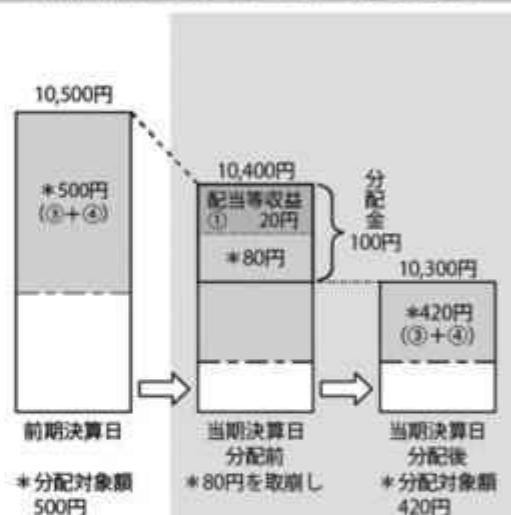 10,500円
*500円
(③+④)
前期決算日
*分配対象額
500円
10,400円
配当等収益
① 20円
*80円
分配金
100円
当期決算日
分配前
*80円を取崩し
10,300円
*420円
(③+④)
当期決算日
分配後
*分配対象額
420円